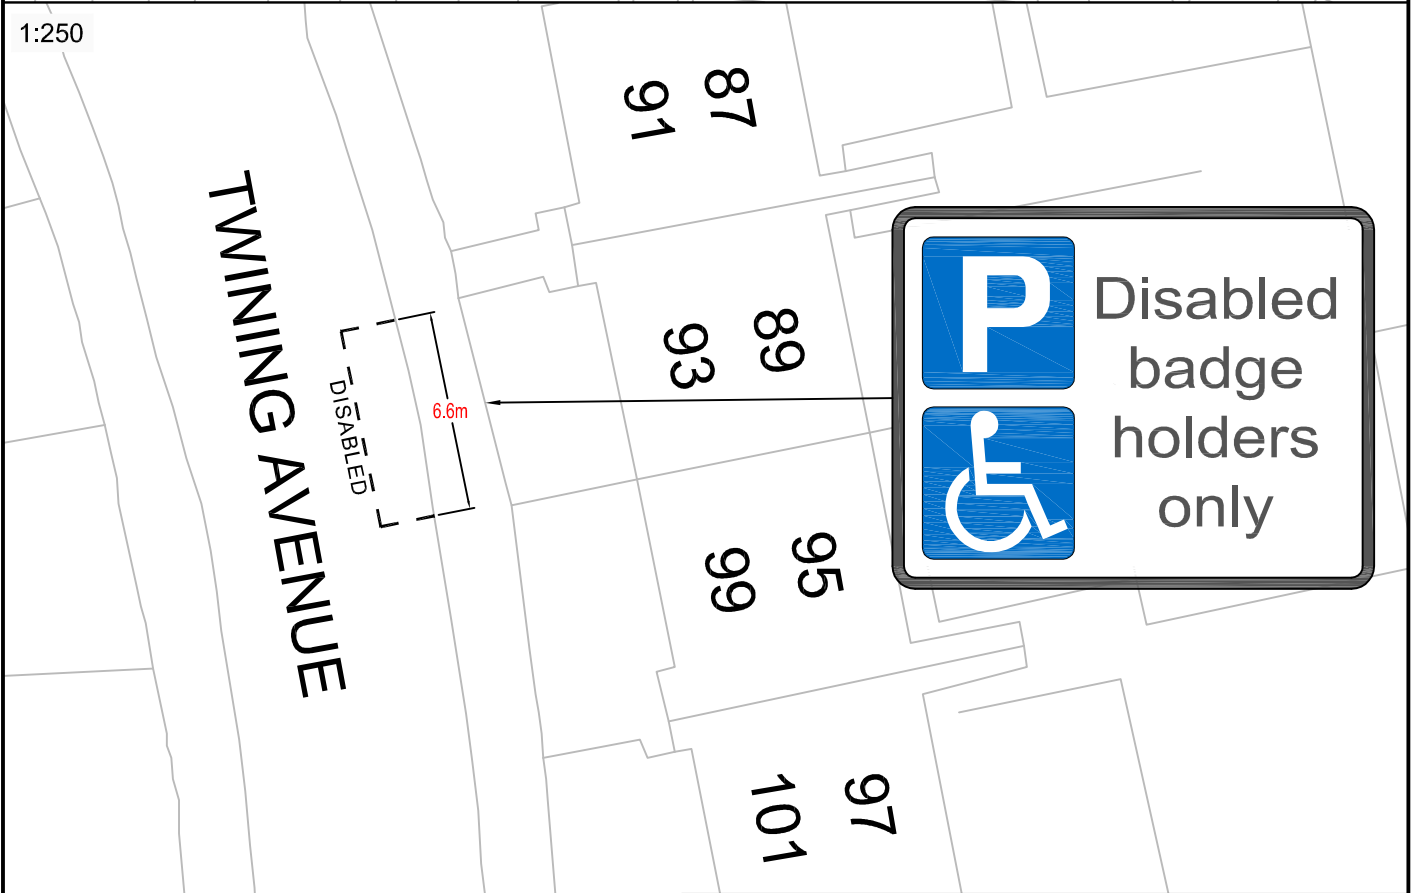 1:250
87
91
TWINING AVENUE
DISABLED
6.6m
89
93
P
Disabled
badge
holders
only
95
99
97
101